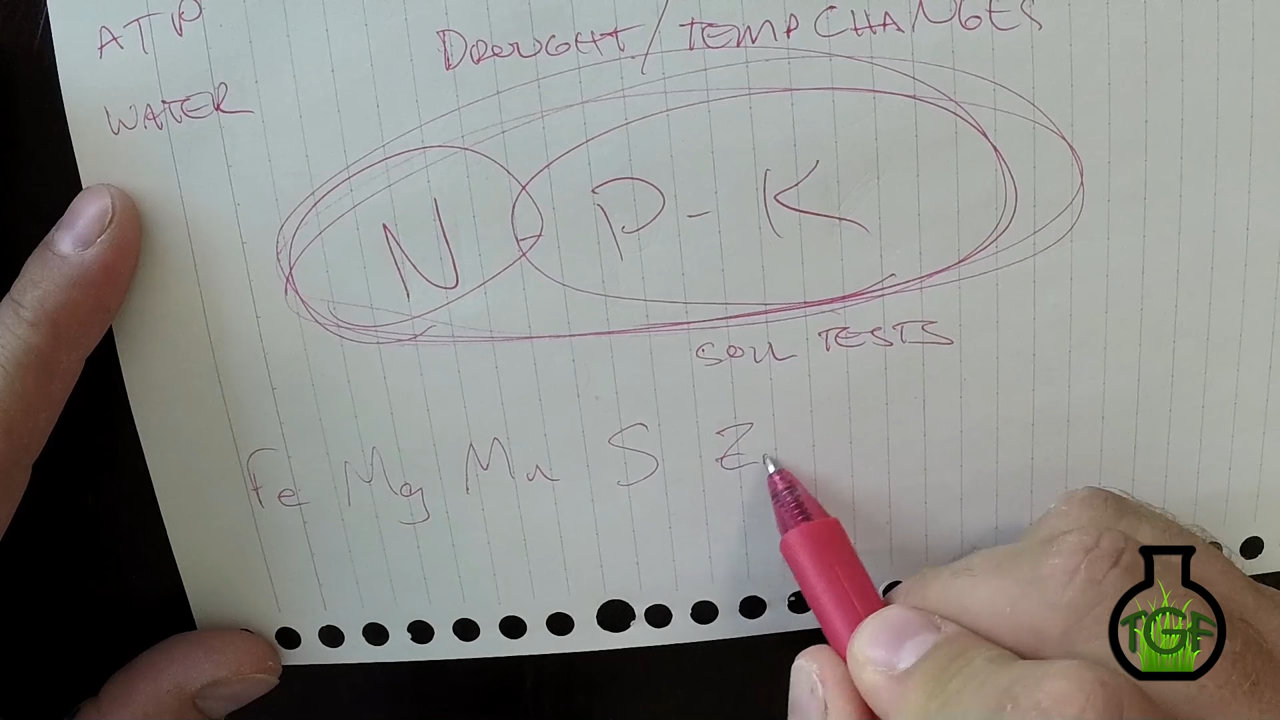 ATP
DROUGHT/TEMP CHANGES
WATER
N P-K
SOIL TESTS
Fe Mg Mn S Z
TGF